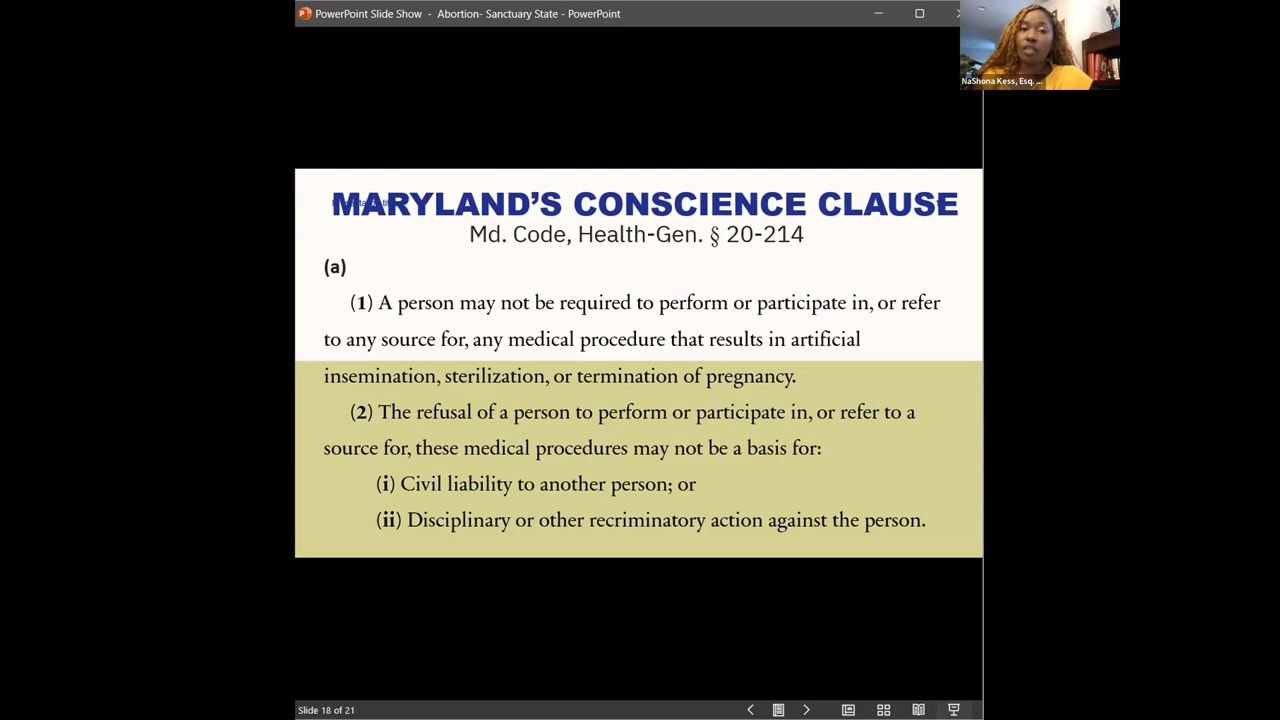 PowerPoint Slide Show - Abortion- Sanctuary State - PowerPoint
NaShona Kess, Esq. ...
MARYLAND’S CONSCIENCE CLAUSE
Md. Code, Health-Gen. § 20-214
(a)
(1) A person may not be required to perform or participate in, or refer
to any source for, any medical procedure that results in artificial
insemination, sterilization, or termination of pregnancy.
(2) The refusal of a person to perform or participate in, or refer to a
source for, these medical procedures may not be a basis for:
(i) Civil liability to another person; or
(ii) Disciplinary or other recriminatory action against the person.
Slide 18 of 21